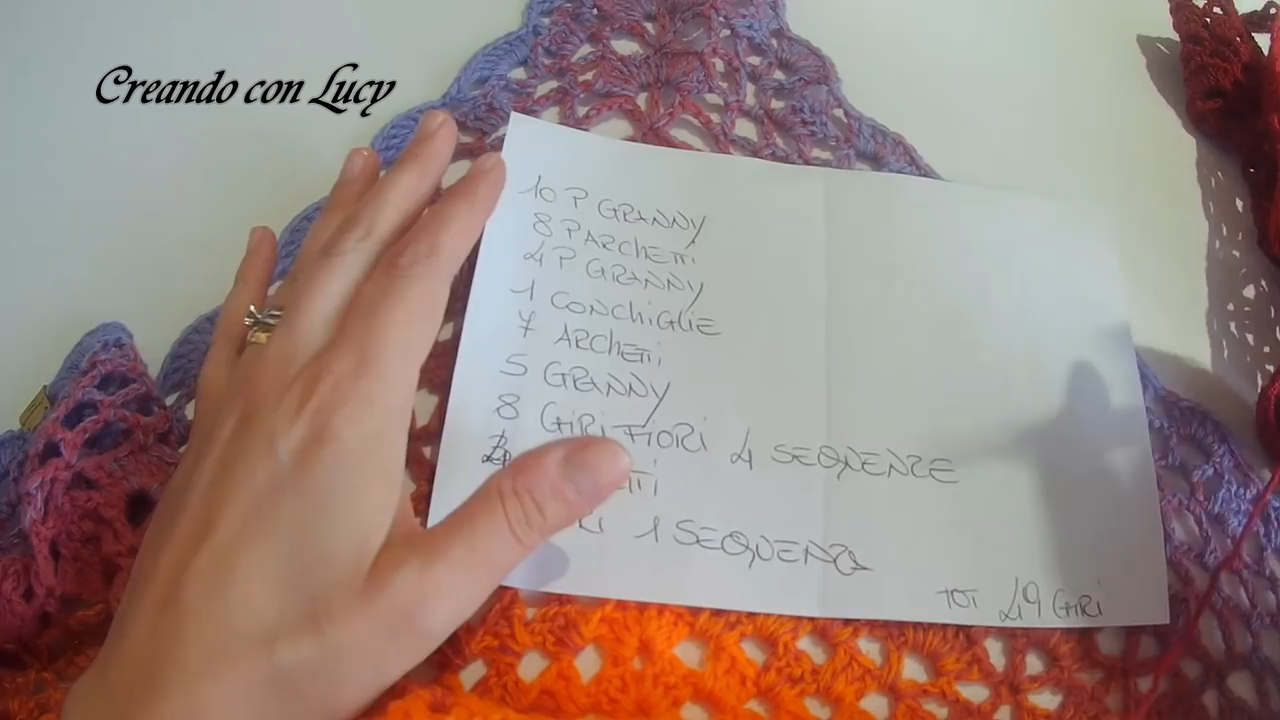 Creando con Lucy
10 P GRANNY
8 P ARCHETTI
4 P GRANNY
1 CONCHIGLIE
7 ARCHETTI
5 GRANNY
8 GIRI FIORI 4 SEQUENZE
1 SEQUENZA
TOT 49 GIRI